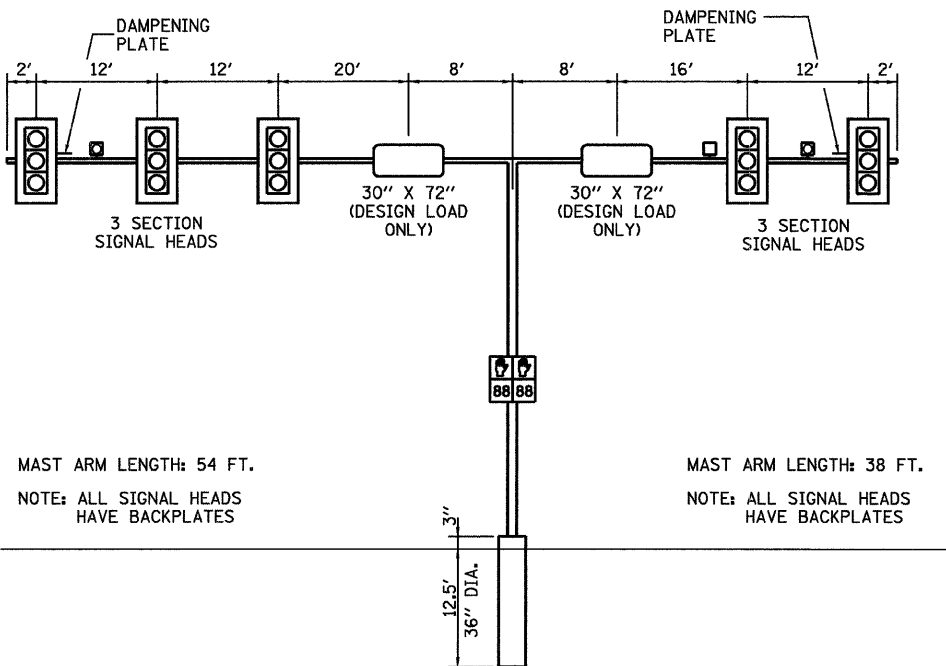 DAMPENING
PLATE
DAMPENING
PLATE
2' 12' 12' 20' 8' 8' 16' 12' 2'
30" X 72"
(DESIGN LOAD
ONLY)
30" X 72"
(DESIGN LOAD
ONLY)
3 SECTION
SIGNAL HEADS
3 SECTION
SIGNAL HEADS
88 88
MAST ARM LENGTH: 54 FT.
NOTE: ALL SIGNAL HEADS
HAVE BACKPLATES
MAST ARM LENGTH: 38 FT.
NOTE: ALL SIGNAL HEADS
HAVE BACKPLATES
3"
12.5'
36" DIA.